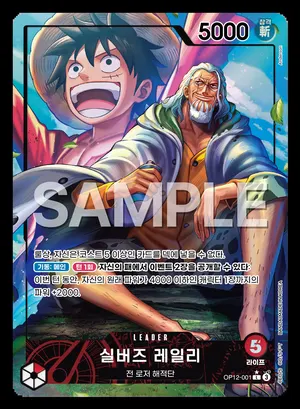 5000
참격
斬
SAMPLE
룰상, 자신은 코스트 5 이상인 카드를 덱에 넣을 수 없다.
기동: 메인 턴 1회 자신의 패에서 이벤트 2장을 공개할 수 있다:
이번 턴 동안, 자신의 원래 파워가 4000 이하인 캐릭터 1장까지의
파워 +2000.
LEADER
실버즈 레일리
전 로저 해적단
5
라이프
OP12-001 L 3